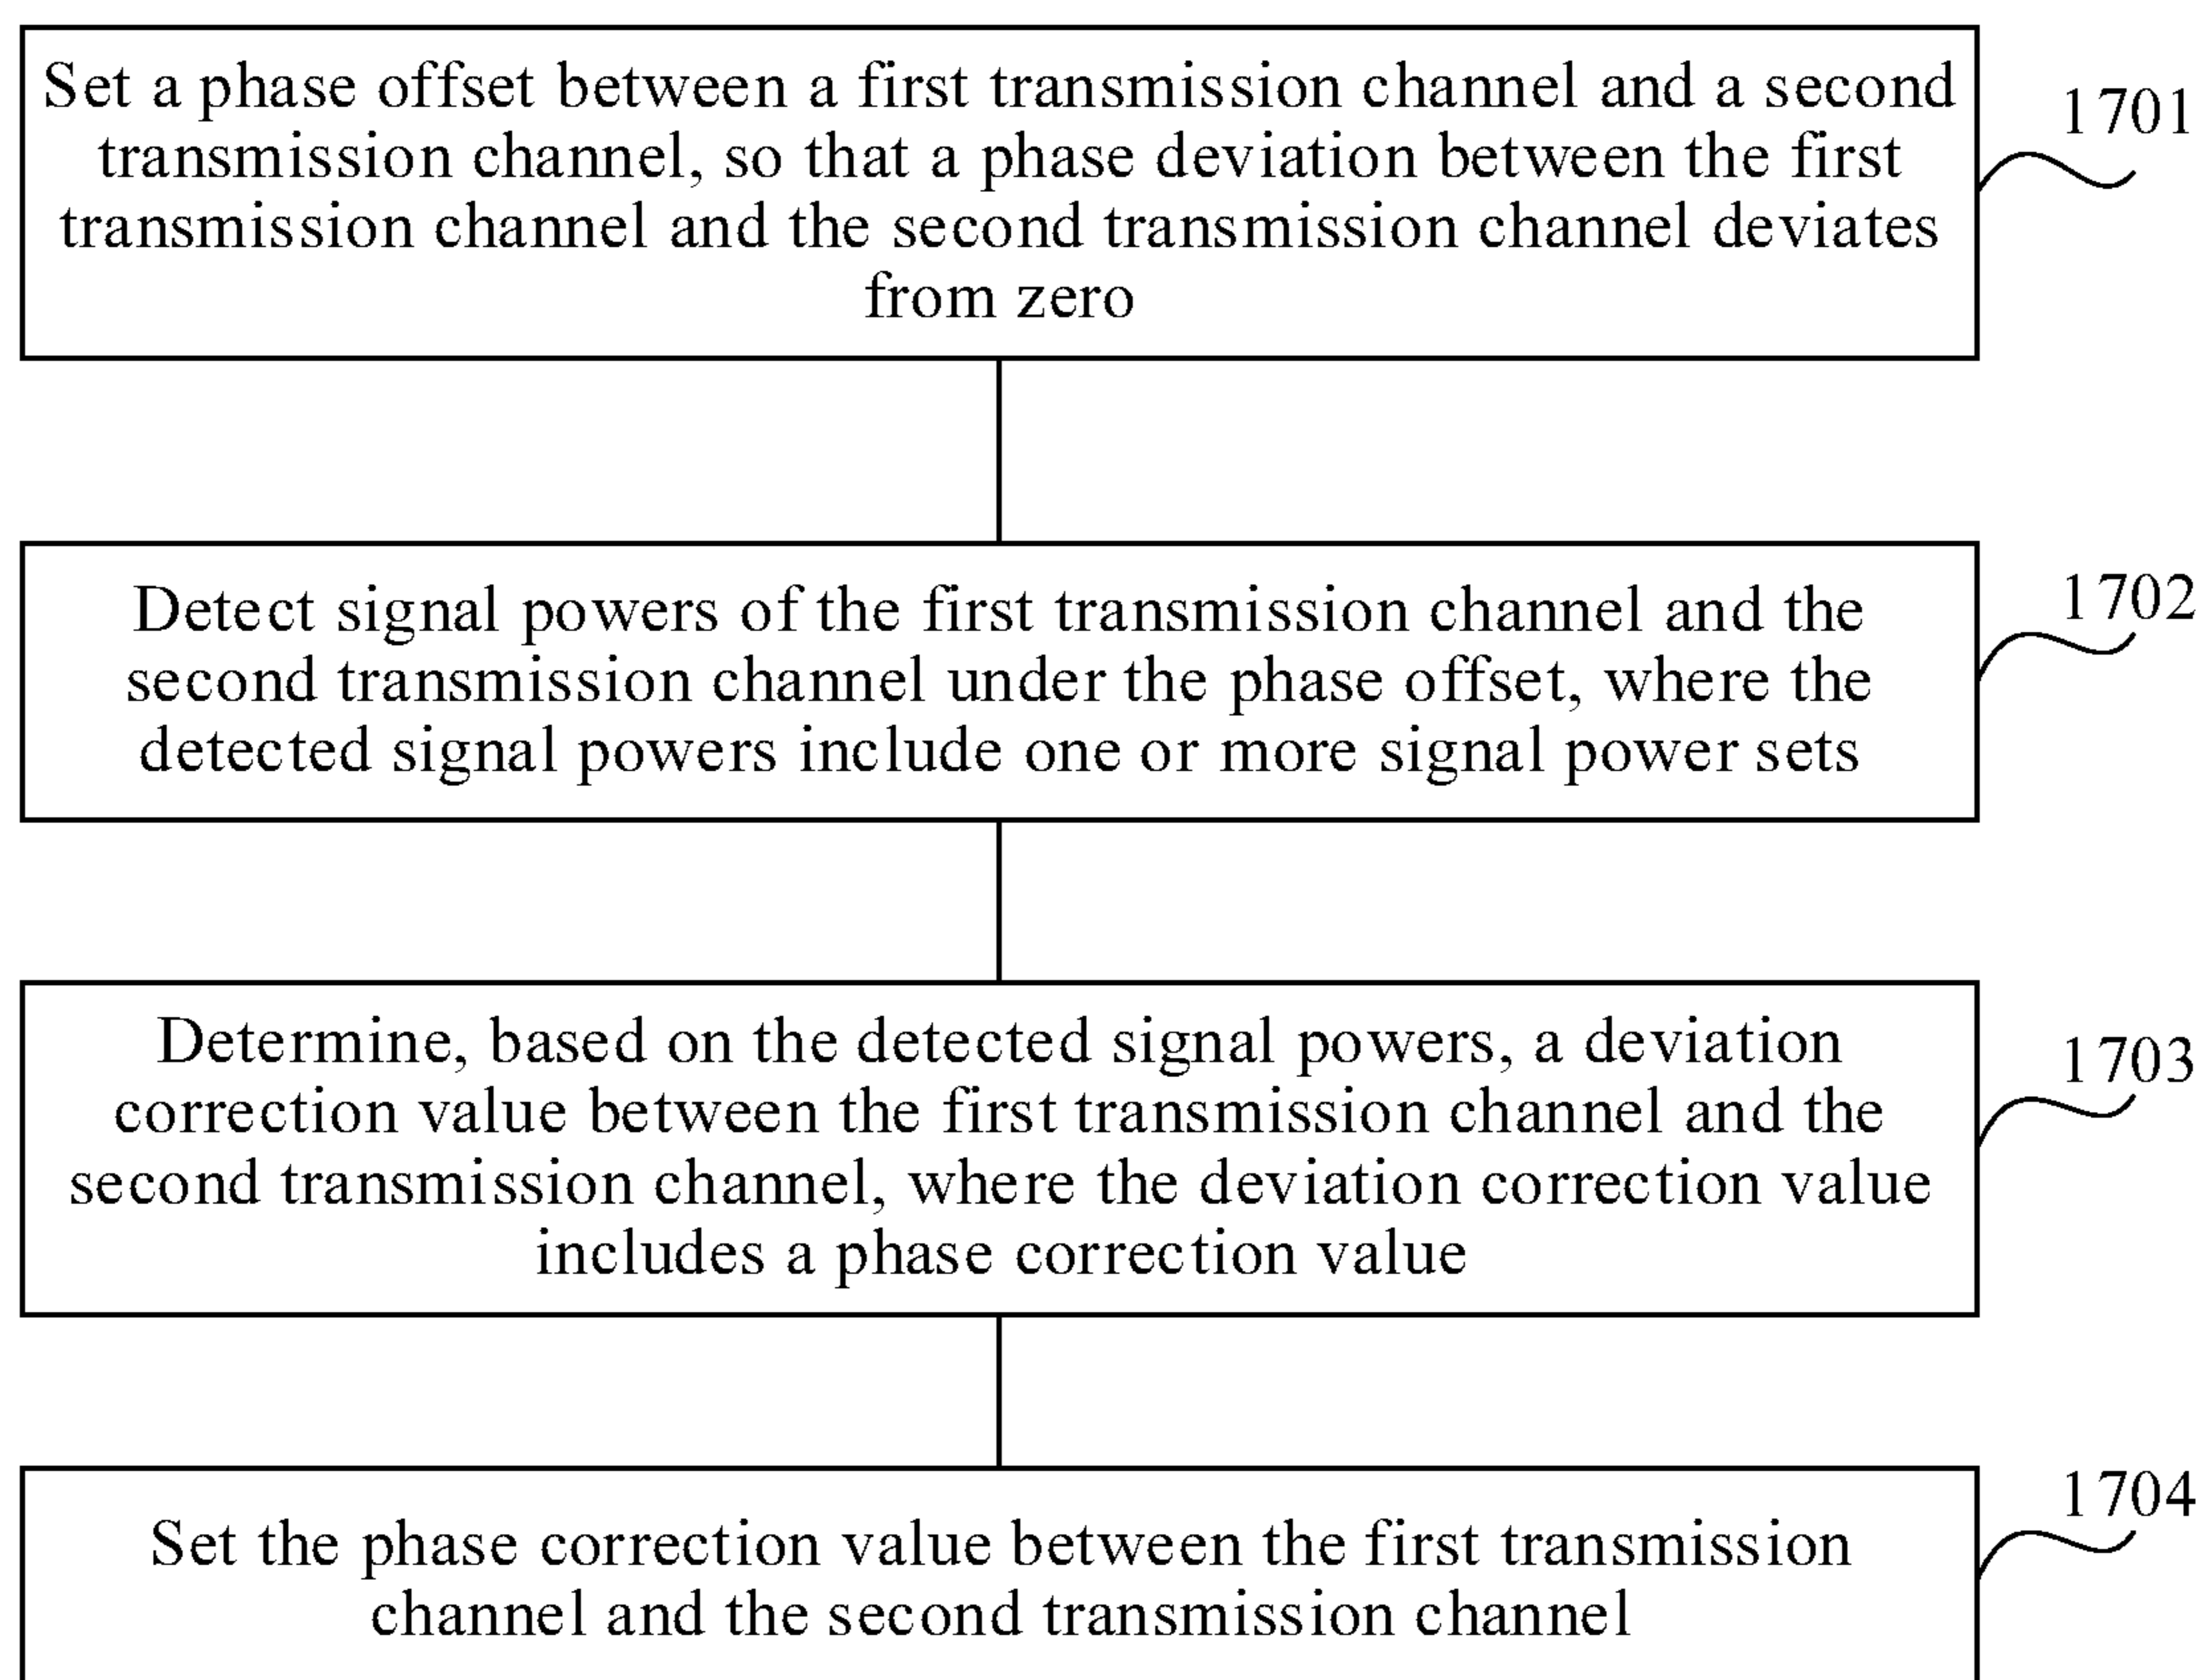 Set a phase offset between a first transmission channel and a second
transmission channel, so that a phase deviation between the first
transmission channel and the second transmission channel deviates
from zero
1701
Detect signal powers of the first transmission channel and the
second transmission channel under the phase offset, where the
detected signal powers include one or more signal power sets
1702
Determine, based on the detected signal powers, a deviation
correction value between the first transmission channel and the
second transmission channel, where the deviation correction value
includes a phase correction value
1703
Set the phase correction value between the first transmission
channel and the second transmission channel
1704